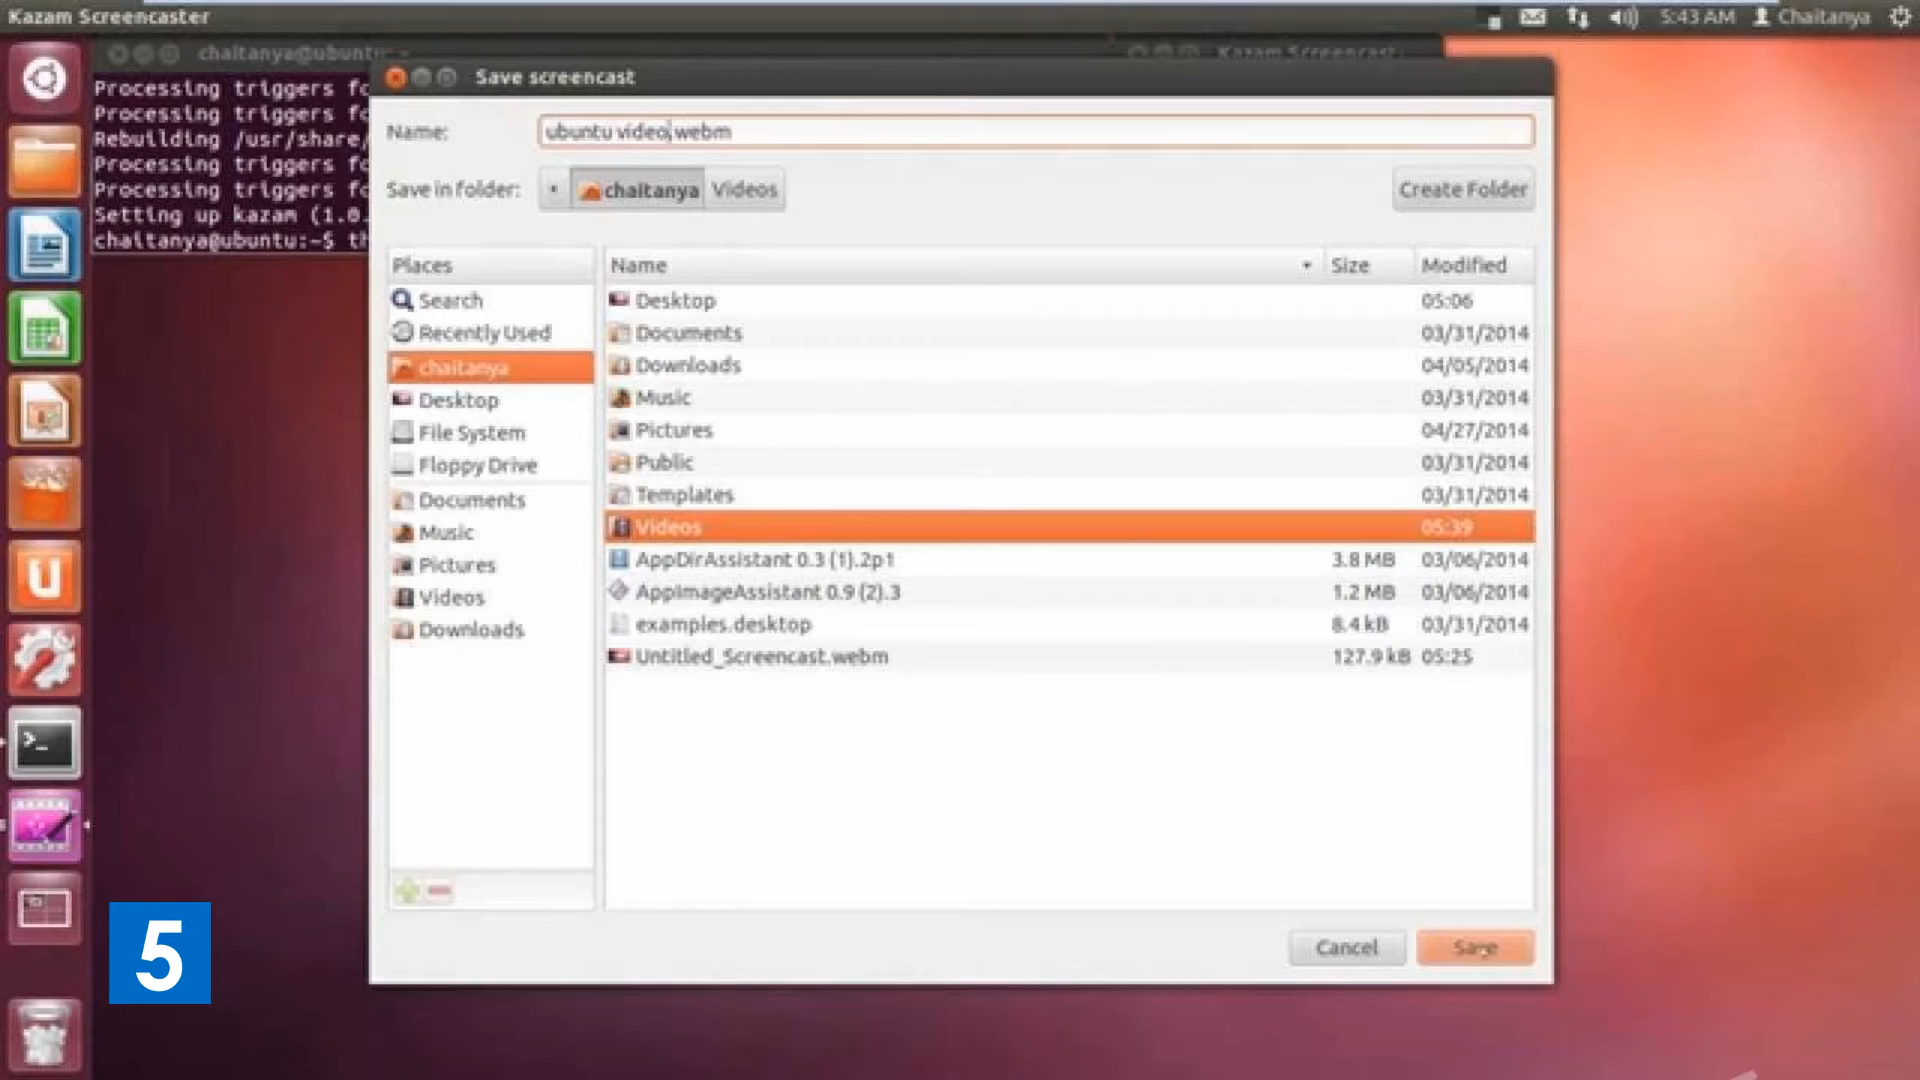 Kazam Screencaster
5:43 AM Chaitanya
chaitanya@ubuntu: ~
Kazam Screencast
Save screencast
Processing triggers fo
Processing triggers fo
Rebuilding /usr/share/
Processing triggers fo
Processing triggers fo
Setting up kazam (1.0.
chaitanya@ubuntu:~$ th
Name: ubuntu video.webm
Save in folder: chaitanya Videos Create Folder
Places
Search
Recently Used
chaitanya
Desktop
File System
Floppy Drive
Documents
Music
Pictures
Videos
Downloads
Name Size Modified
Desktop 05:06
Documents 03/31/2014
Downloads 04/05/2014
Music 03/31/2014
Pictures 04/27/2014
Public 03/31/2014
Templates 03/31/2014
Videos 05:39
AppDirAssistant 0.3 (1).2p1 3.8 MB 03/06/2014
AppImageAssistant 0.9 (2).3 1.2 MB 03/06/2014
examples.desktop 8.4 kB 03/31/2014
Untitled_Screencast.webm 127.9 kB 05:25
Cancel Save
5